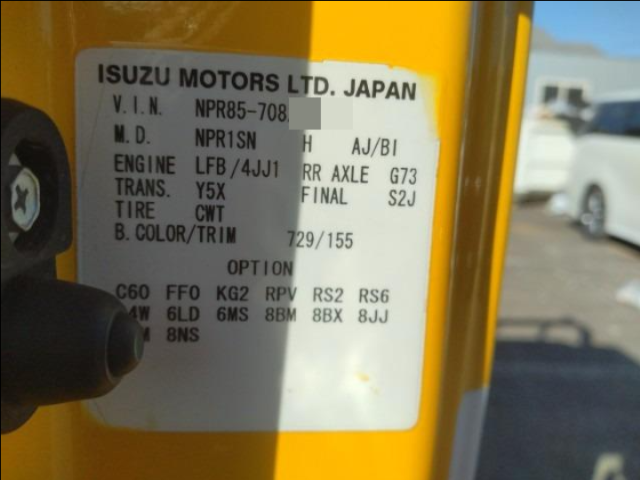 ISUZU MOTORS LTD. JAPAN
V.I.N. NPR85-708
M.D. NPR1SN H AJ/BI
ENGINE LFB/4JJ1 RR AXLE G73
TRANS. Y5X FINAL S2J
TIRE CWT
B.COLOR/TRIM 729/155
OPTION
C60 FF0 KG2 RPV RS2 RS6
4W 6LD 6MS 8BM 8BX 8JJ
8NS